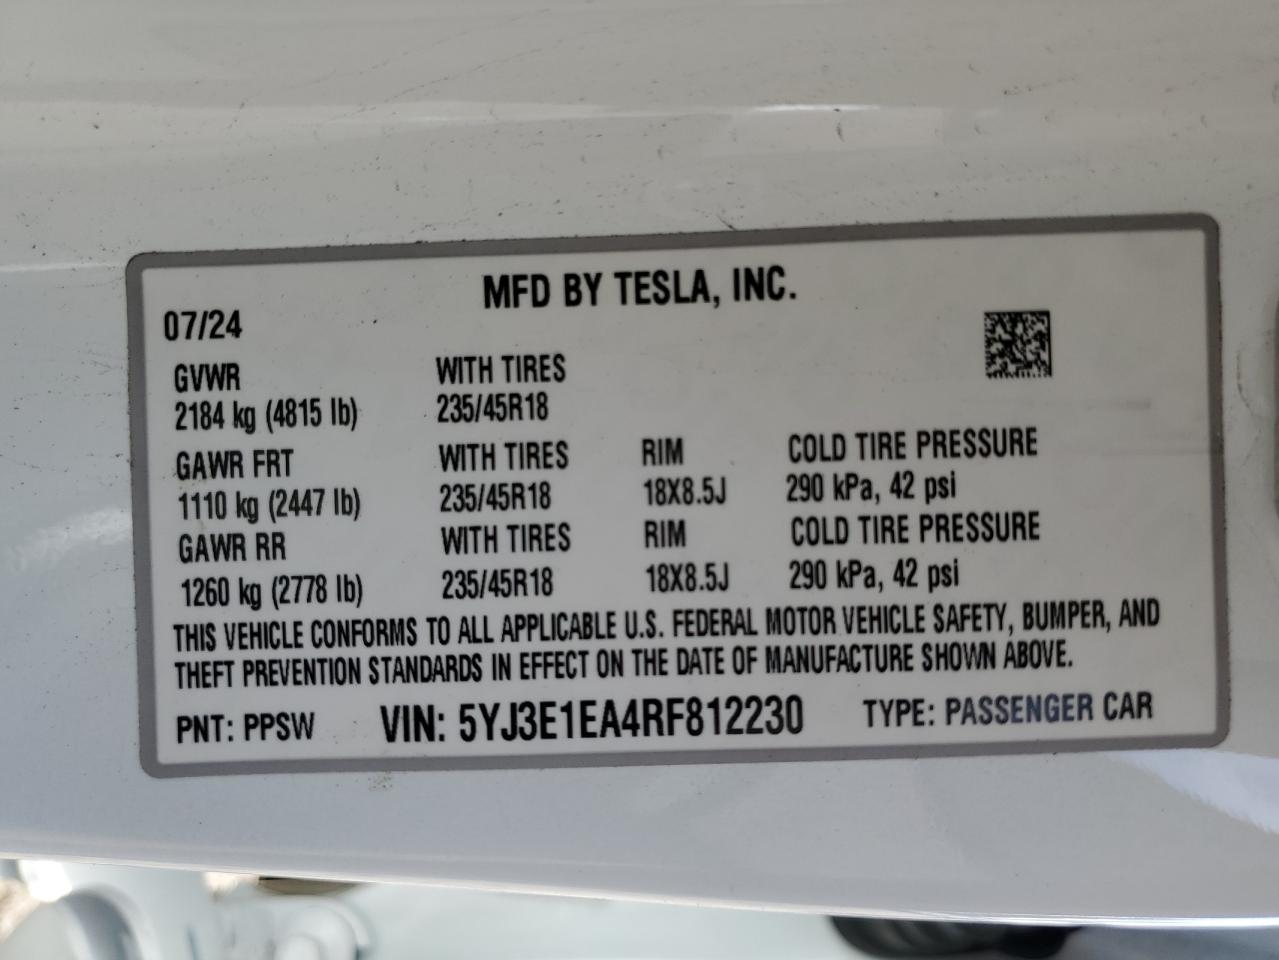 MFD BY TESLA, INC.
07/24
GVWR WITH TIRES
2184 kg (4815 lb) 235/45R18
GAWR FRT WITH TIRES RIM COLD TIRE PRESSURE
1110 kg (2447 lb) 235/45R18 18X8.5J 290 kPa, 42 psi
GAWR RR WITH TIRES RIM COLD TIRE PRESSURE
1260 kg (2778 lb) 235/45R18 18X8.5J 290 kPa, 42 psi
THIS VEHICLE CONFORMS TO ALL APPLICABLE U.S. FEDERAL MOTOR VEHICLE SAFETY, BUMPER, AND
THEFT PREVENTION STANDARDS IN EFFECT ON THE DATE OF MANUFACTURE SHOWN ABOVE.
PNT: PPSW VIN: 5YJ3E1EA4RF812230 TYPE: PASSENGER CAR